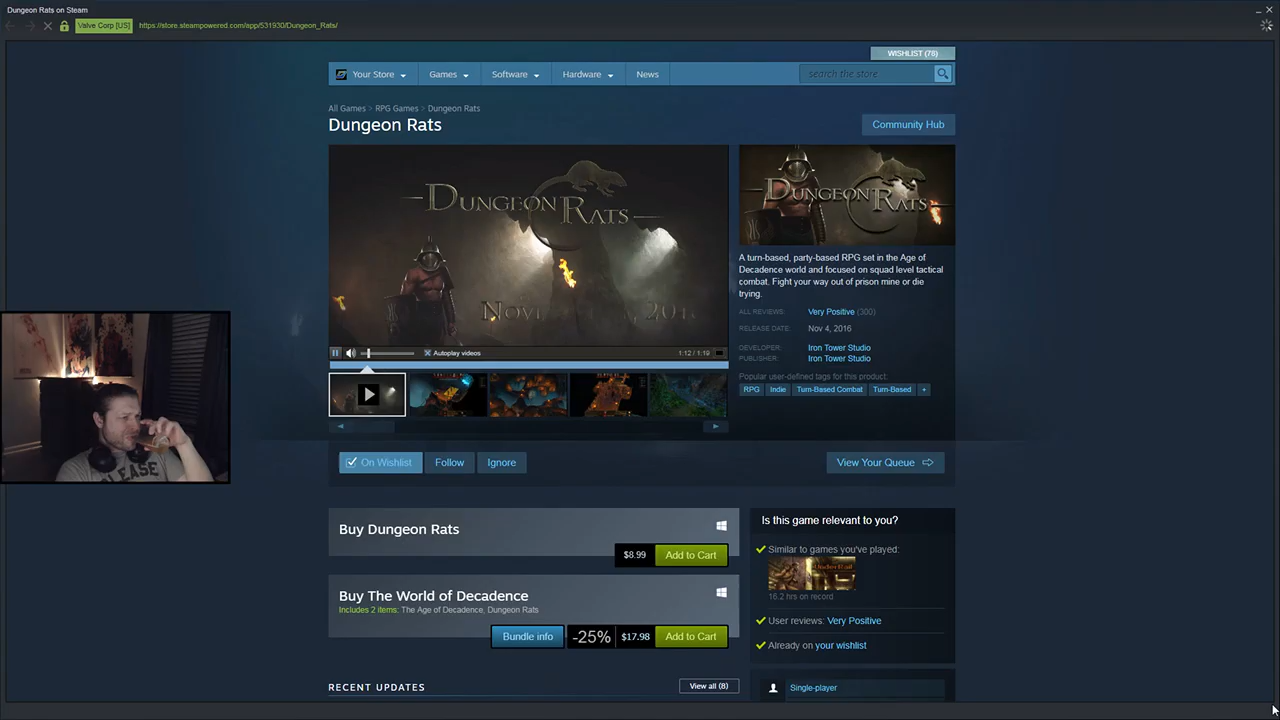 Dungeon Rats on Steam
Valve Corp [US]
https://store.steampowered.com/app/531930/Dungeon_Rats/
WISHLIST (78)
Your Store
Games
Software
Hardware
News
search the store
All Games > RPG Games > Dungeon Rats
Dungeon Rats
Community Hub
DUNGEON RATS
DUNGEON RATS
A turn-based, party-based RPG set in the Age of
Decadence world and focused on squad level tactical
combat. Fight your way out of prison mine or die
trying.
ALL REVIEWS: Very Positive (300)
RELEASE DATE: Nov 4, 2016
DEVELOPER: Iron Tower Studio
PUBLISHER: Iron Tower Studio
Popular user-defined tags for this product:
RPG Indie Turn-Based Combat Turn-Based +
Autoplay videos
1:12 / 1:19
On Wishlist
Follow
Ignore
View Your Queue
Buy Dungeon Rats
$8.99
Add to Cart
Buy The World of Decadence
Includes 2 items: The Age of Decadence, Dungeon Rats
Bundle info
-25%
$17.98
Add to Cart
Is this game relevant to you?
Similar to games you've played:
16.2 hrs on record
User reviews: Very Positive
Already on your wishlist
Single-player
RECENT UPDATES
View all (8)